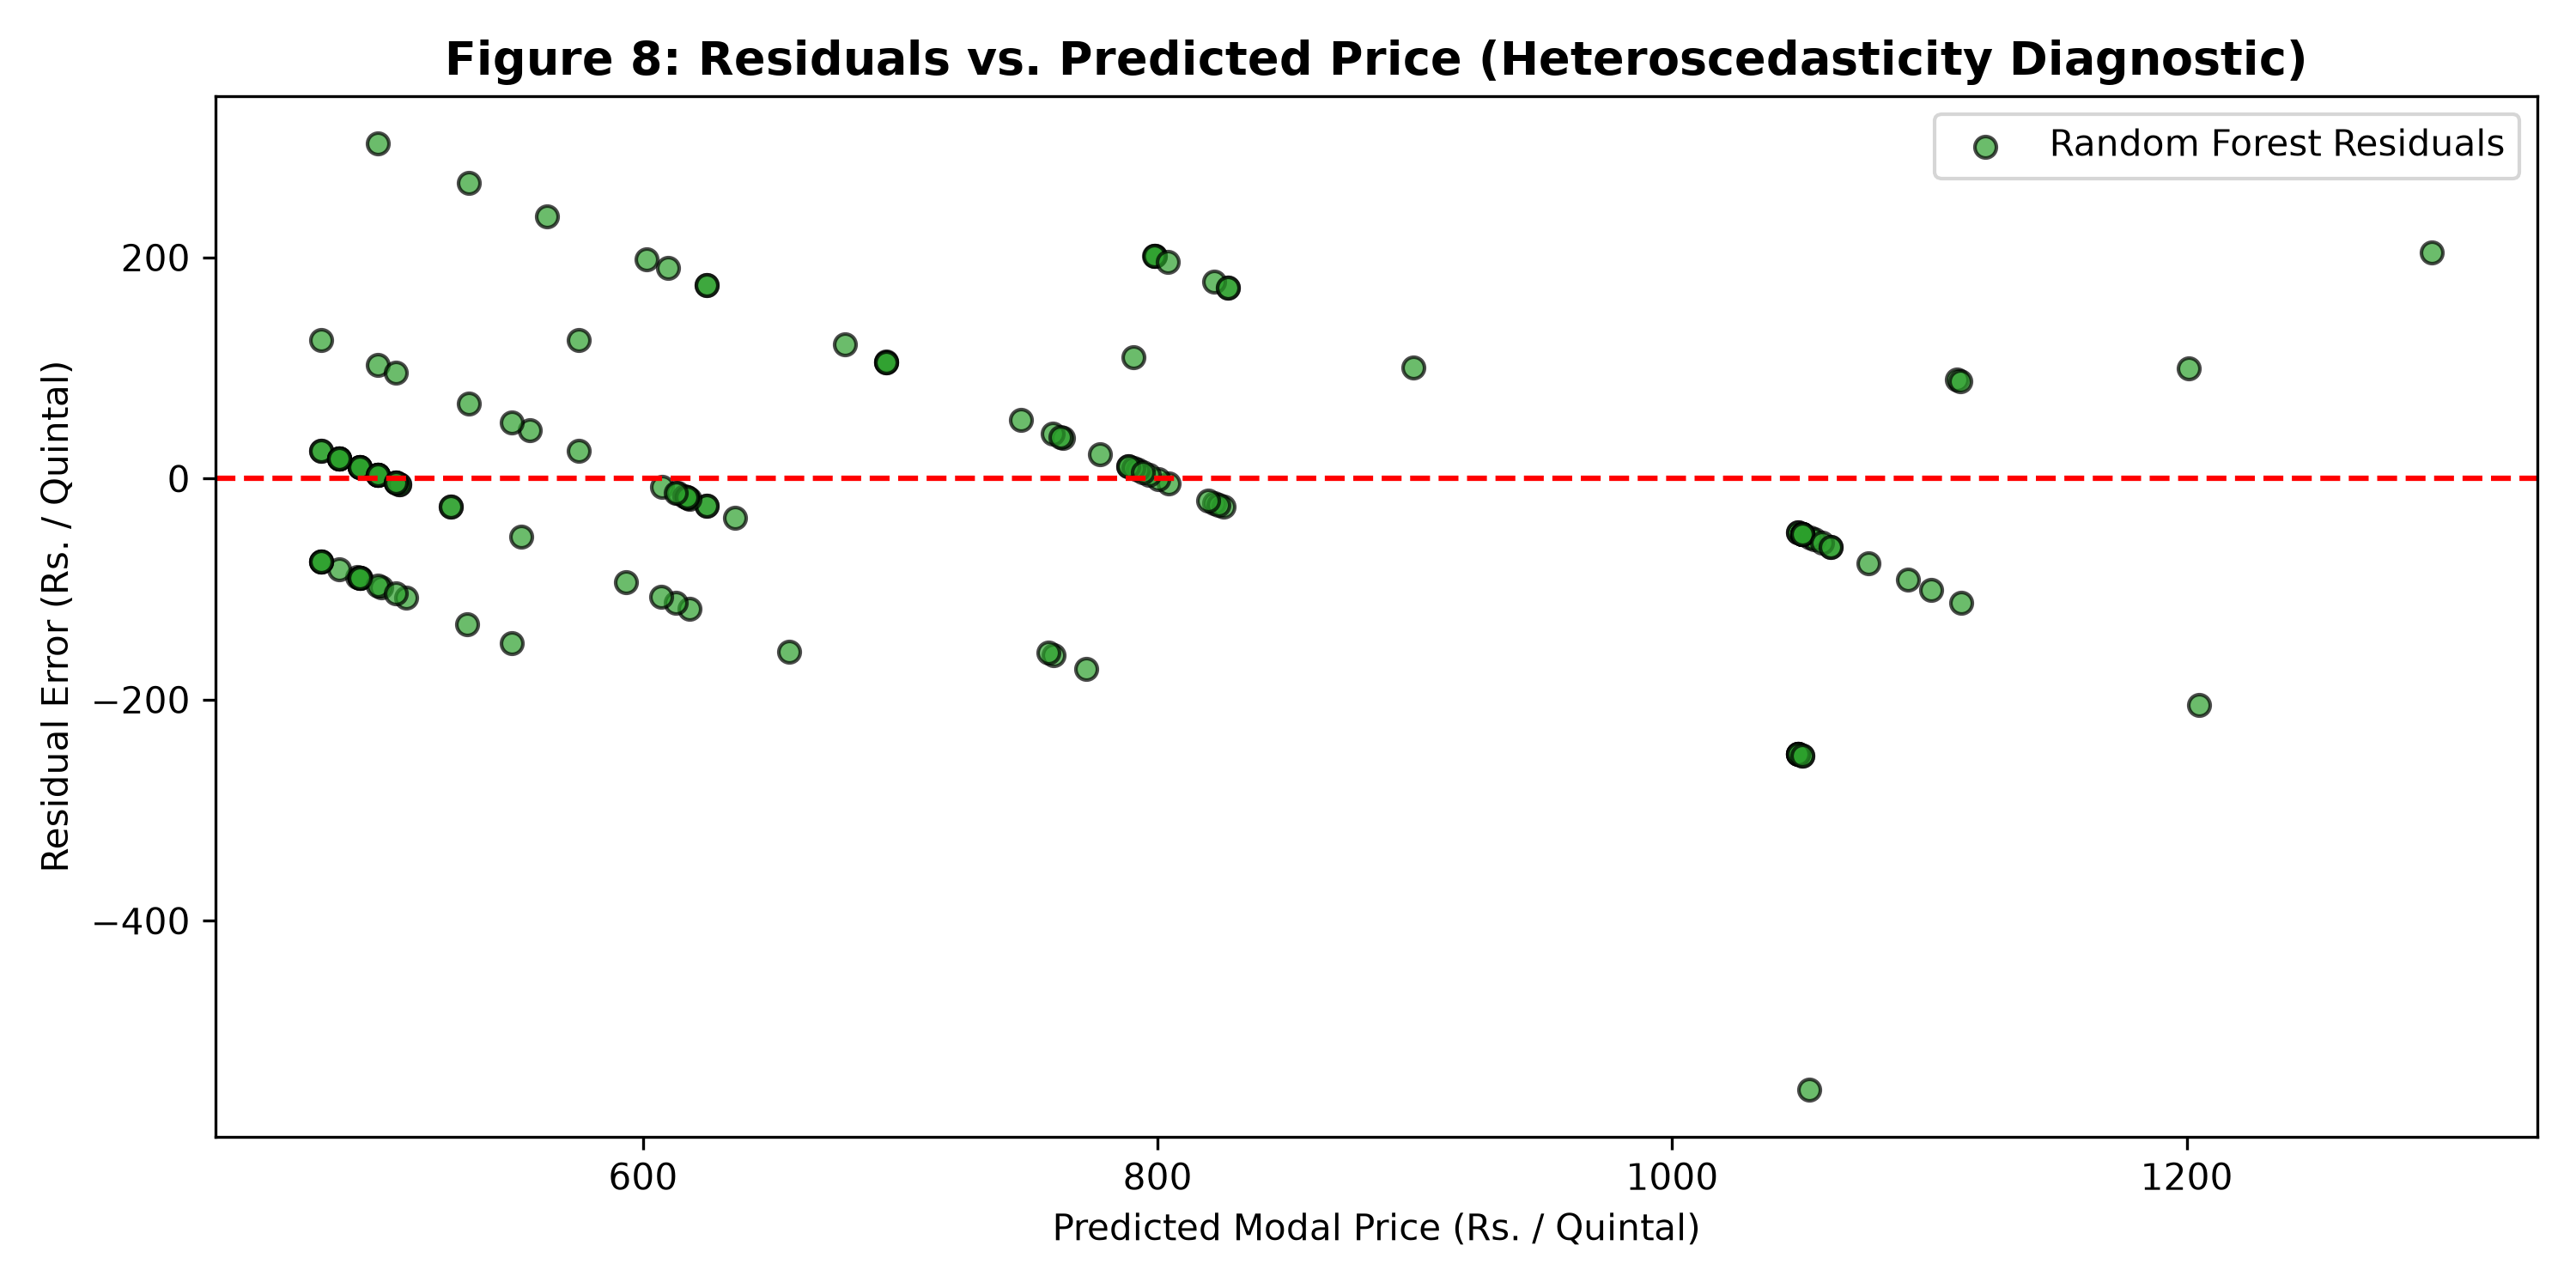 Figure 8: Residuals vs. Predicted Price (Heteroscedasticity Diagnostic)
Random Forest Residuals
Residual Error (Rs. / Quintal)
200
0
−200
−400
600 800 1000 1200
Predicted Modal Price (Rs. / Quintal)